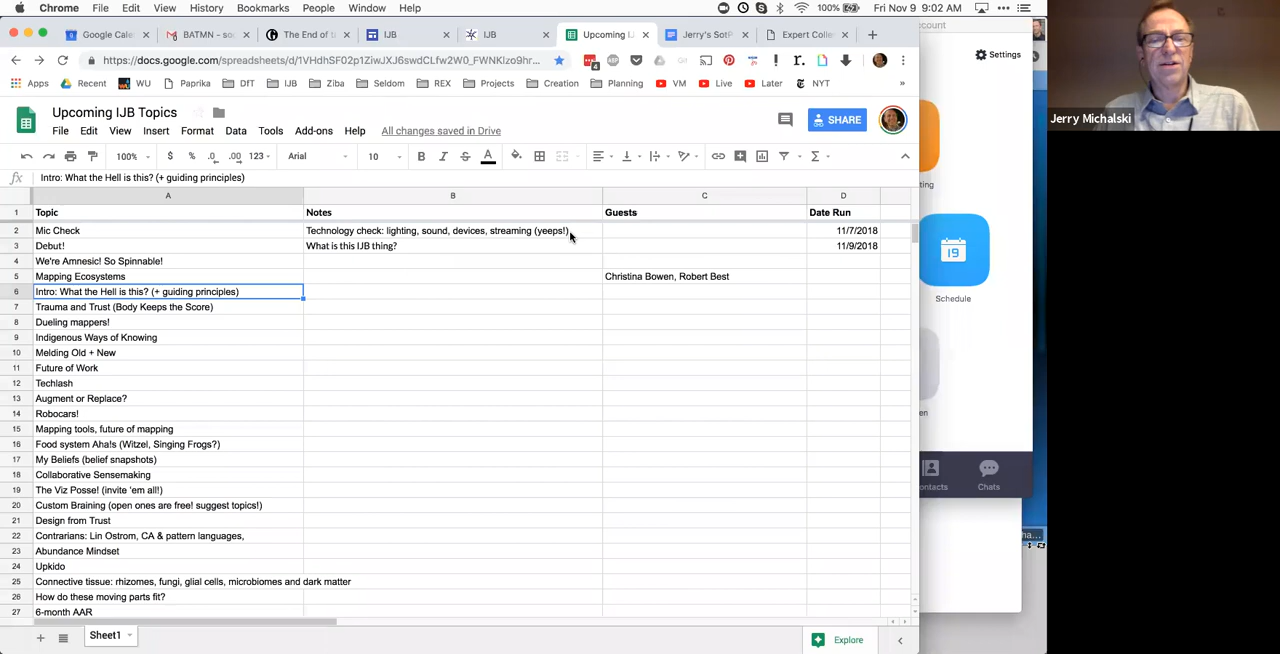 Chrome File Edit View History Bookmarks People Window Help 100% Fri Nov 9 9:02 AM
Google Cale BATMN - so The End of t IJB IJB Upcoming IJ Jerry's SotP Expert Colle
https://docs.google.com/spreadsheets/d/1VHdhSF02p1ZiwJXJ6swdCLfw2W0_FWNKlzo9hr...
Apps Recent WU Paprika DfT IJB Ziba Seldom REX Projects Creation Planning VM Live Later NYT »
Upcoming IJB Topics
File Edit View Insert Format Data Tools Add-ons Help All changes saved in Drive
SHARE
100% $ % .0 .00 123 Arial 10 B I S A
fx Intro: What the Hell is this? (+ guiding principles)
A B C D
1 Topic Notes Guests Date Run
2 Mic Check Technology check: lighting, sound, devices, streaming (yeeps!) 11/7/2018
3 Debut! What is this IJB thing? 11/9/2018
4 We're Amnesic! So Spinnable!
5 Mapping Ecosystems Christina Bowen, Robert Best
6 Intro: What the Hell is this? (+ guiding principles)
7 Trauma and Trust (Body Keeps the Score)
8 Dueling mappers!
9 Indigenous Ways of Knowing
10 Melding Old + New
11 Future of Work
12 Techlash
13 Augment or Replace?
14 Robocars!
15 Mapping tools, future of mapping
16 Food system Aha!s (Witzel, Singing Frogs?)
17 My Beliefs (belief snapshots)
18 Collaborative Sensemaking
19 The Viz Posse! (invite 'em all!)
20 Custom Braining (open ones are free! suggest topics!)
21 Design from Trust
22 Contrarians: Lin Ostrom, CA & pattern languages,
23 Abundance Mindset
24 Upkido
25 Connective tissue: rhizomes, fungi, glial cells, microbiomes and dark matter
26 How do these moving parts fit?
27 6-month AAR
Sheet1
Explore
count
Settings
ting
19
Schedule
en
ontacts Chats
ha...
Jerry Michalski